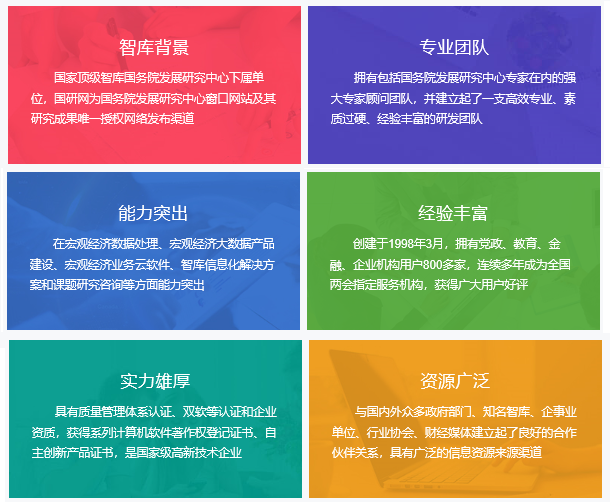 智库背景
国家顶级智库国务院发展研究中心下属单
位，国研网为国务院发展研究中心窗口网站及其
研究成果唯一授权网络发布渠道
专业团队
拥有包括国务院发展研究中心专家在内的强
大专家顾问团队，并建立起了一支高效专业、素
质过硬、经验丰富的研发团队
能力突出
在宏观经济数据处理、宏观经济大数据产品
建设、宏观经济业务云软件、智库信息化解决方
案和课题研究咨询等方面能力突出
经验丰富
创建于1998年3月，拥有党政、教育、金
融、企业机构用户800多家，连续多年成为全国
两会指定服务机构，获得广大用户好评
实力雄厚
具有质量管理体系认证、双软等认证和企业
资质，获得系列计算机软件著作权登记证书、自
主创新产品证书，是国家级高新技术企业
资源广泛
与国内外众多政府部门、知名智库、企事业
单位、行业协会、财经媒体建立起了良好的合作
伙伴关系，具有广泛的信息资源来源渠道